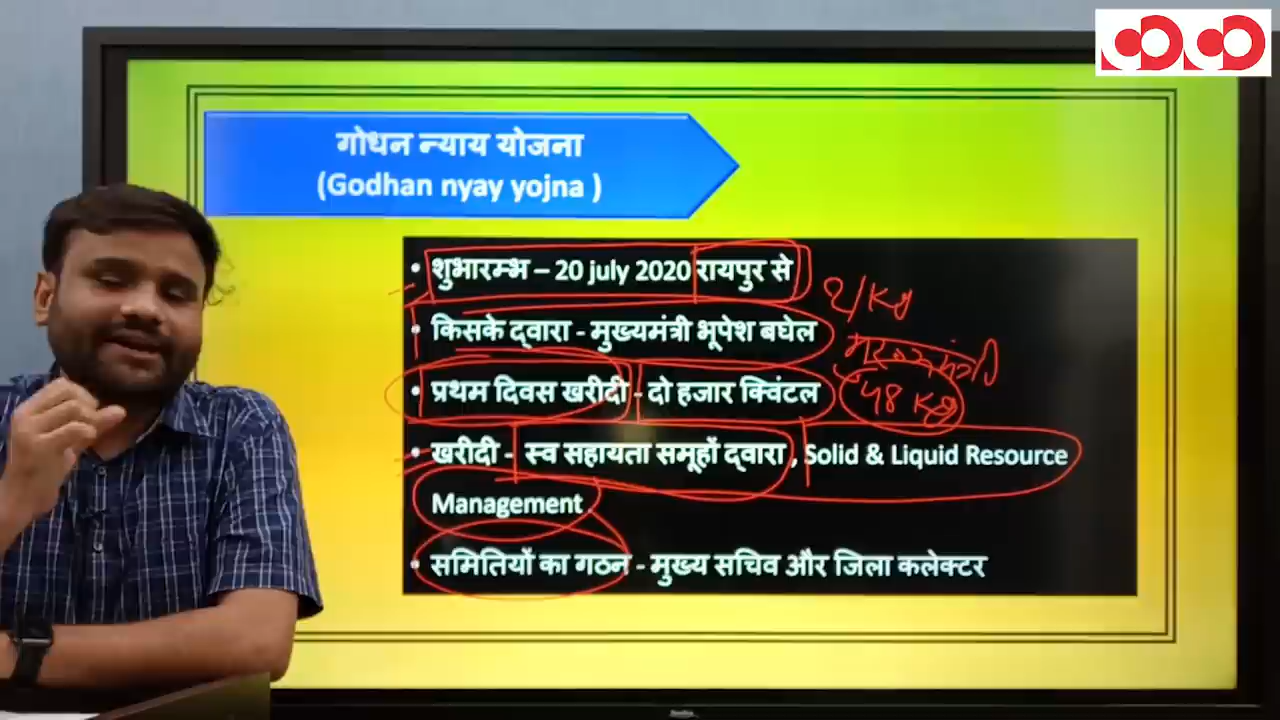 गोधन न्याय योजना
(Godhan nyay yojna )
• शुभारम्भ – 20 july 2020 रायपुर से
2/Kg
• किसके द्वारा - मुख्यमंत्री भूपेश बघेल
• प्रथम दिवस खरीदी - दो हजार क्विंटल
48 Kg
• खरीदी - स्व सहायता समूहों द्वारा , Solid & Liquid Resource
Management
• समितियों का गठन - मुख्य सचिव और जिला कलेक्टर